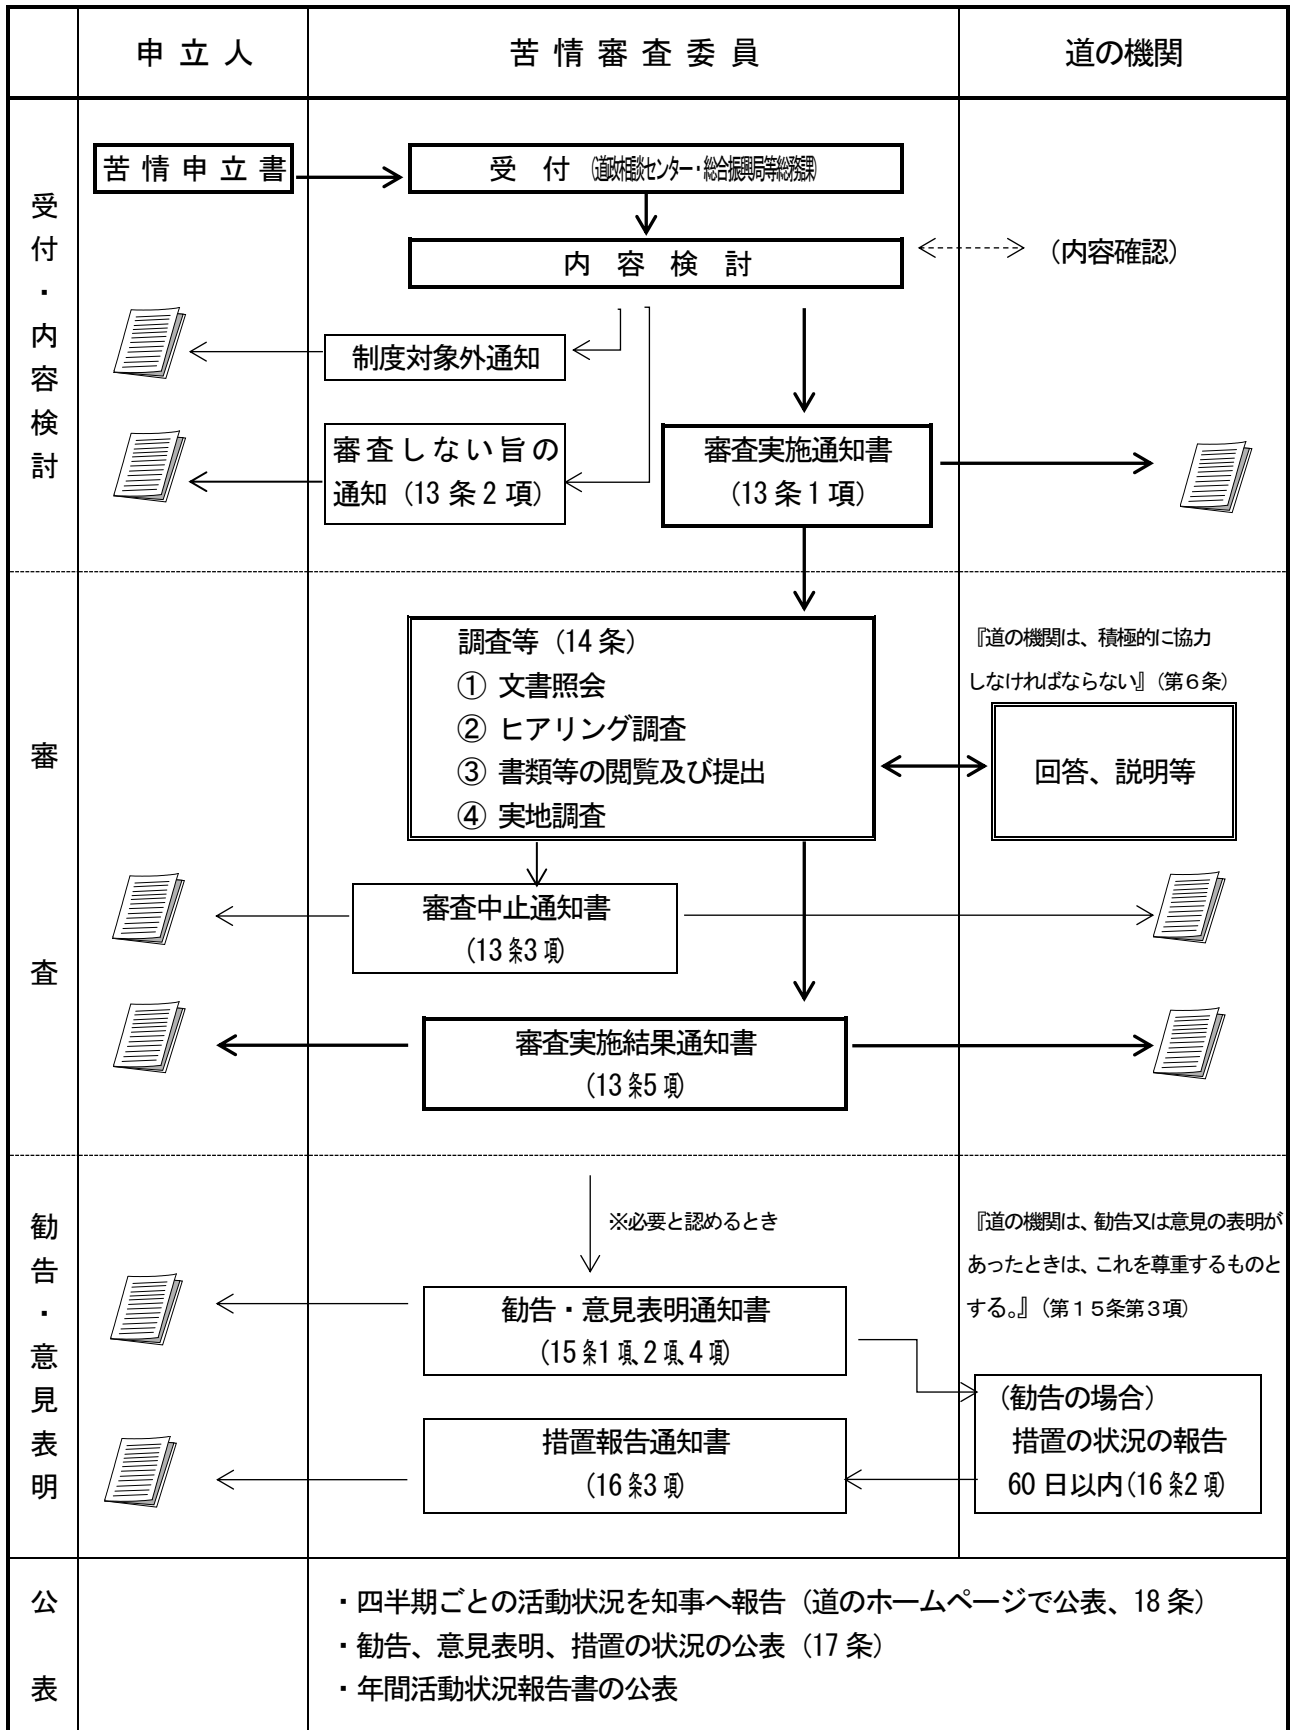 申立人
苦情審査委員
道の機関
受付・内容検討
苦情申立書
受　付　（道政相談センター・総合振興局等総務課）
内　容　検　討
（内容確認）
制度対象外通知
審査しない旨の
通知（13条2項）
審査実施通知書
（13条1項）
審査
調査等（14条）
① 文書照会
② ヒアリング調査
③ 書類等の閲覧及び提出
④ 実地調査
『道の機関は、積極的に協力
しなければならない』（第６条）
回答、説明等
審査中止通知書
（13条3項）
審査実施結果通知書
（13条5項）
勧告・意見表明
※必要と認めるとき
『道の機関は、勧告又は意見の表明が
あったときは、これを尊重するものと
する。』（第１５条第３項）
勧告・意見表明通知書
（15条1項、2項、4項）
（勧告の場合）
措置の状況の報告
60日以内（16条2項）
措置報告通知書
（16条3項）
公表
・四半期ごとの活動状況を知事へ報告（道のホームページで公表、18条）
・勧告、意見表明、措置の状況の公表（17条）
・年間活動状況報告書の公表